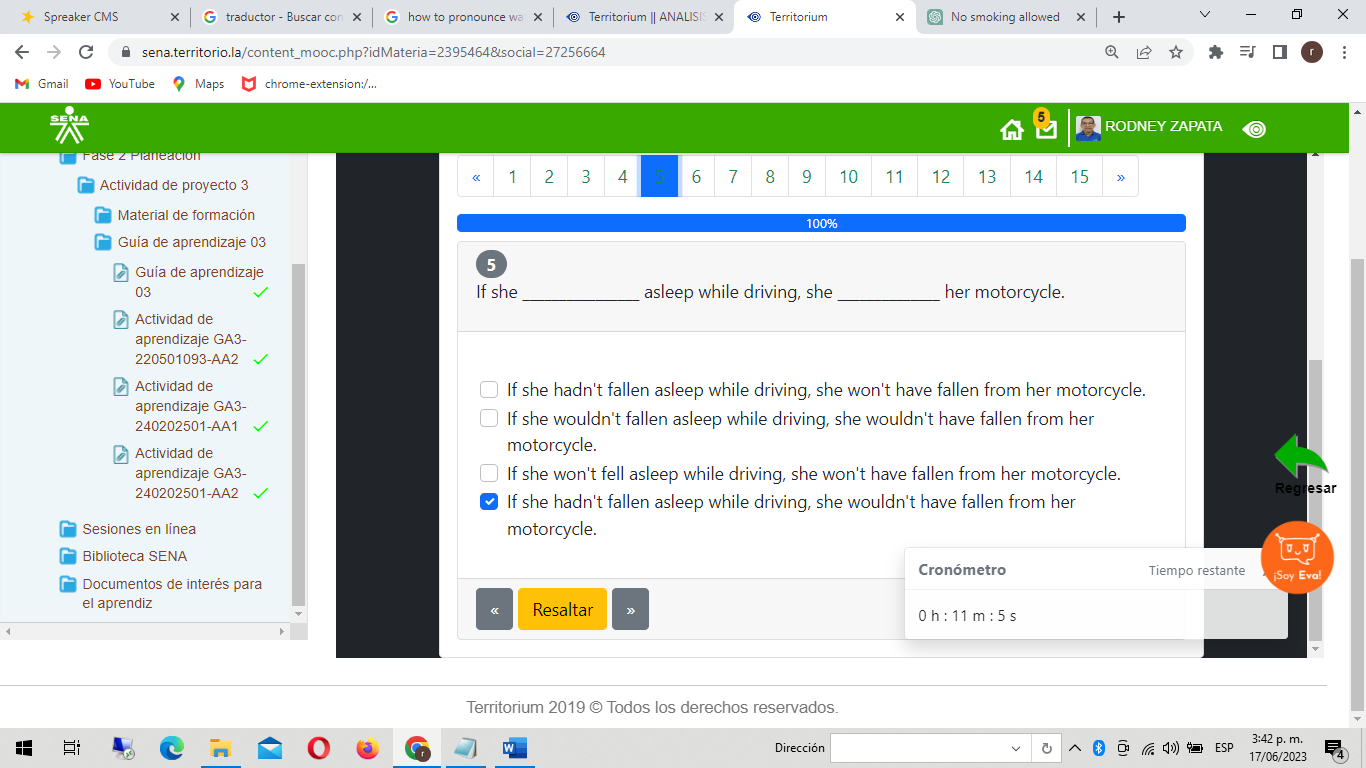 Spreaker CMS
traductor - Buscar con
how to pronounce wa
Territorium || ANALISIS
Territorium
No smoking allowed
sena.territorio.la/content_mooc.php?idMateria=2395464&social=27256664
r
Gmail
YouTube
Maps
chrome-extension:/...
SENA
5
RODNEY ZAPATA
Fase 2 Planeación
Actividad de proyecto 3
Material de formación
Guía de aprendizaje 03
Guía de aprendizaje
03
Actividad de
aprendizaje GA3-
220501093-AA2
Actividad de
aprendizaje GA3-
240202501-AA1
Actividad de
aprendizaje GA3-
240202501-AA2
Sesiones en línea
Biblioteca SENA
Documentos de interés para
el aprendiz
« 1 2 3 4 5 6 7 8 9 10 11 12 13 14 15 »
100%
5
If she _____________ asleep while driving, she ___________ her motorcycle.
If she hadn't fallen asleep while driving, she won't have fallen from her motorcycle.
If she wouldn't fallen asleep while driving, she wouldn't have fallen from her
motorcycle.
If she won't fell asleep while driving, she won't have fallen from her motorcycle.
If she hadn't fallen asleep while driving, she wouldn't have fallen from her
motorcycle.
« Resaltar »
Regresar
¡Soy Eva!
Cronómetro
Tiempo restante
0 h : 11 m : 5 s
Territorium 2019 © Todos los derechos reservados.
Dirección
ESP
3:42 p. m.
17/06/2023
4